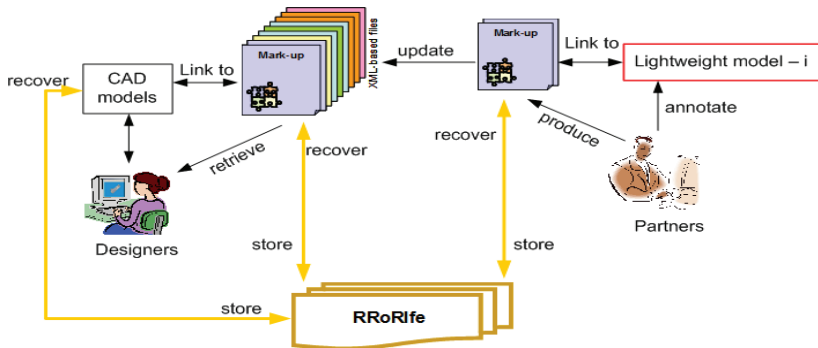 Mark-up
XML-based files
update
Mark-up
Link to
Lightweight model – i
recover
CAD
models
Link to
annotate
produce
retrieve
recover
recover
Designers
Partners
store
store
store
RRoRIfe